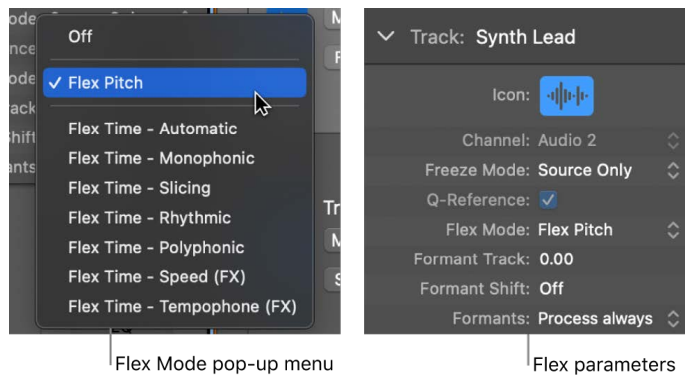 Off
Flex Pitch
Flex Time - Automatic
Flex Time - Monophonic
Flex Time - Slicing
Flex Time - Rhythmic
Flex Time - Polyphonic
Flex Time - Speed (FX)
Flex Time - Tempophone (FX)
Flex Mode pop-up menu
Track: Synth Lead
Icon:
Channel: Audio 2
Freeze Mode: Source Only
Q-Reference:
Flex Mode: Flex Pitch
Formant Track: 0.00
Formant Shift: Off
Formants: Process always
Flex parameters